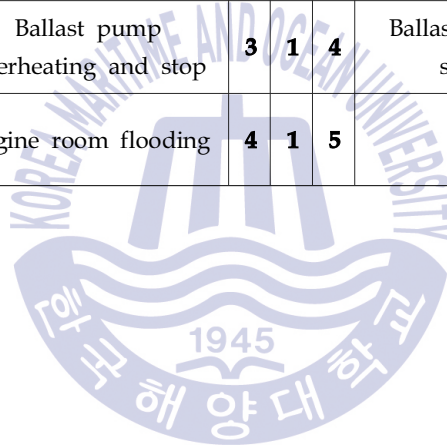 Ballast pump
erheating and stop
3 1 4
Ballas
s
gine room flooding
4 1 5
KOREA MARITIME AND OCEAN UNIVERSITY
1945
한국해양대학교